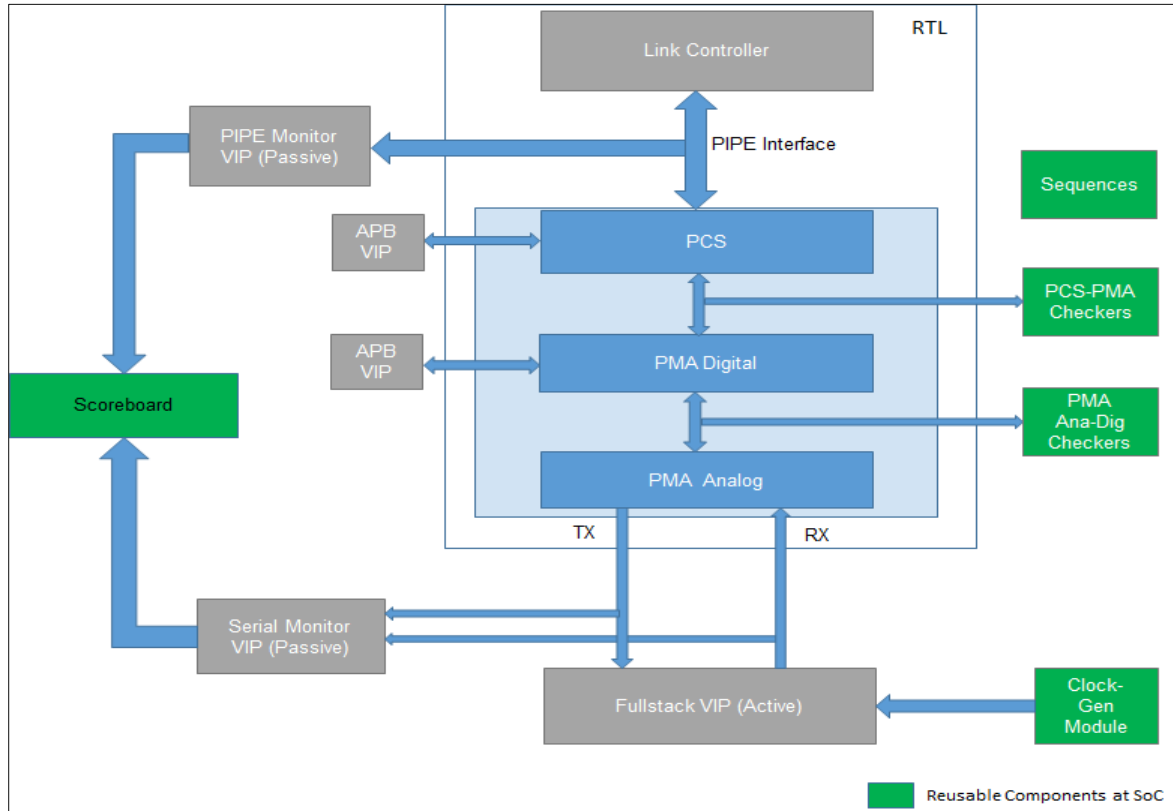 RTL
Link Controller
PIPE Monitor
VIP (Passive)
PIPE Interface
Sequences
APB
VIP
PCS
PCS-PMA
Checkers
APB
VIP
PMA Digital
Scoreboard
PMA
Ana-Dig
Checkers
PMA Analog
TX
RX
Serial Monitor
VIP (Passive)
Fullstack VIP (Active)
Clock-
Gen
Module
Reusable Components at SoC